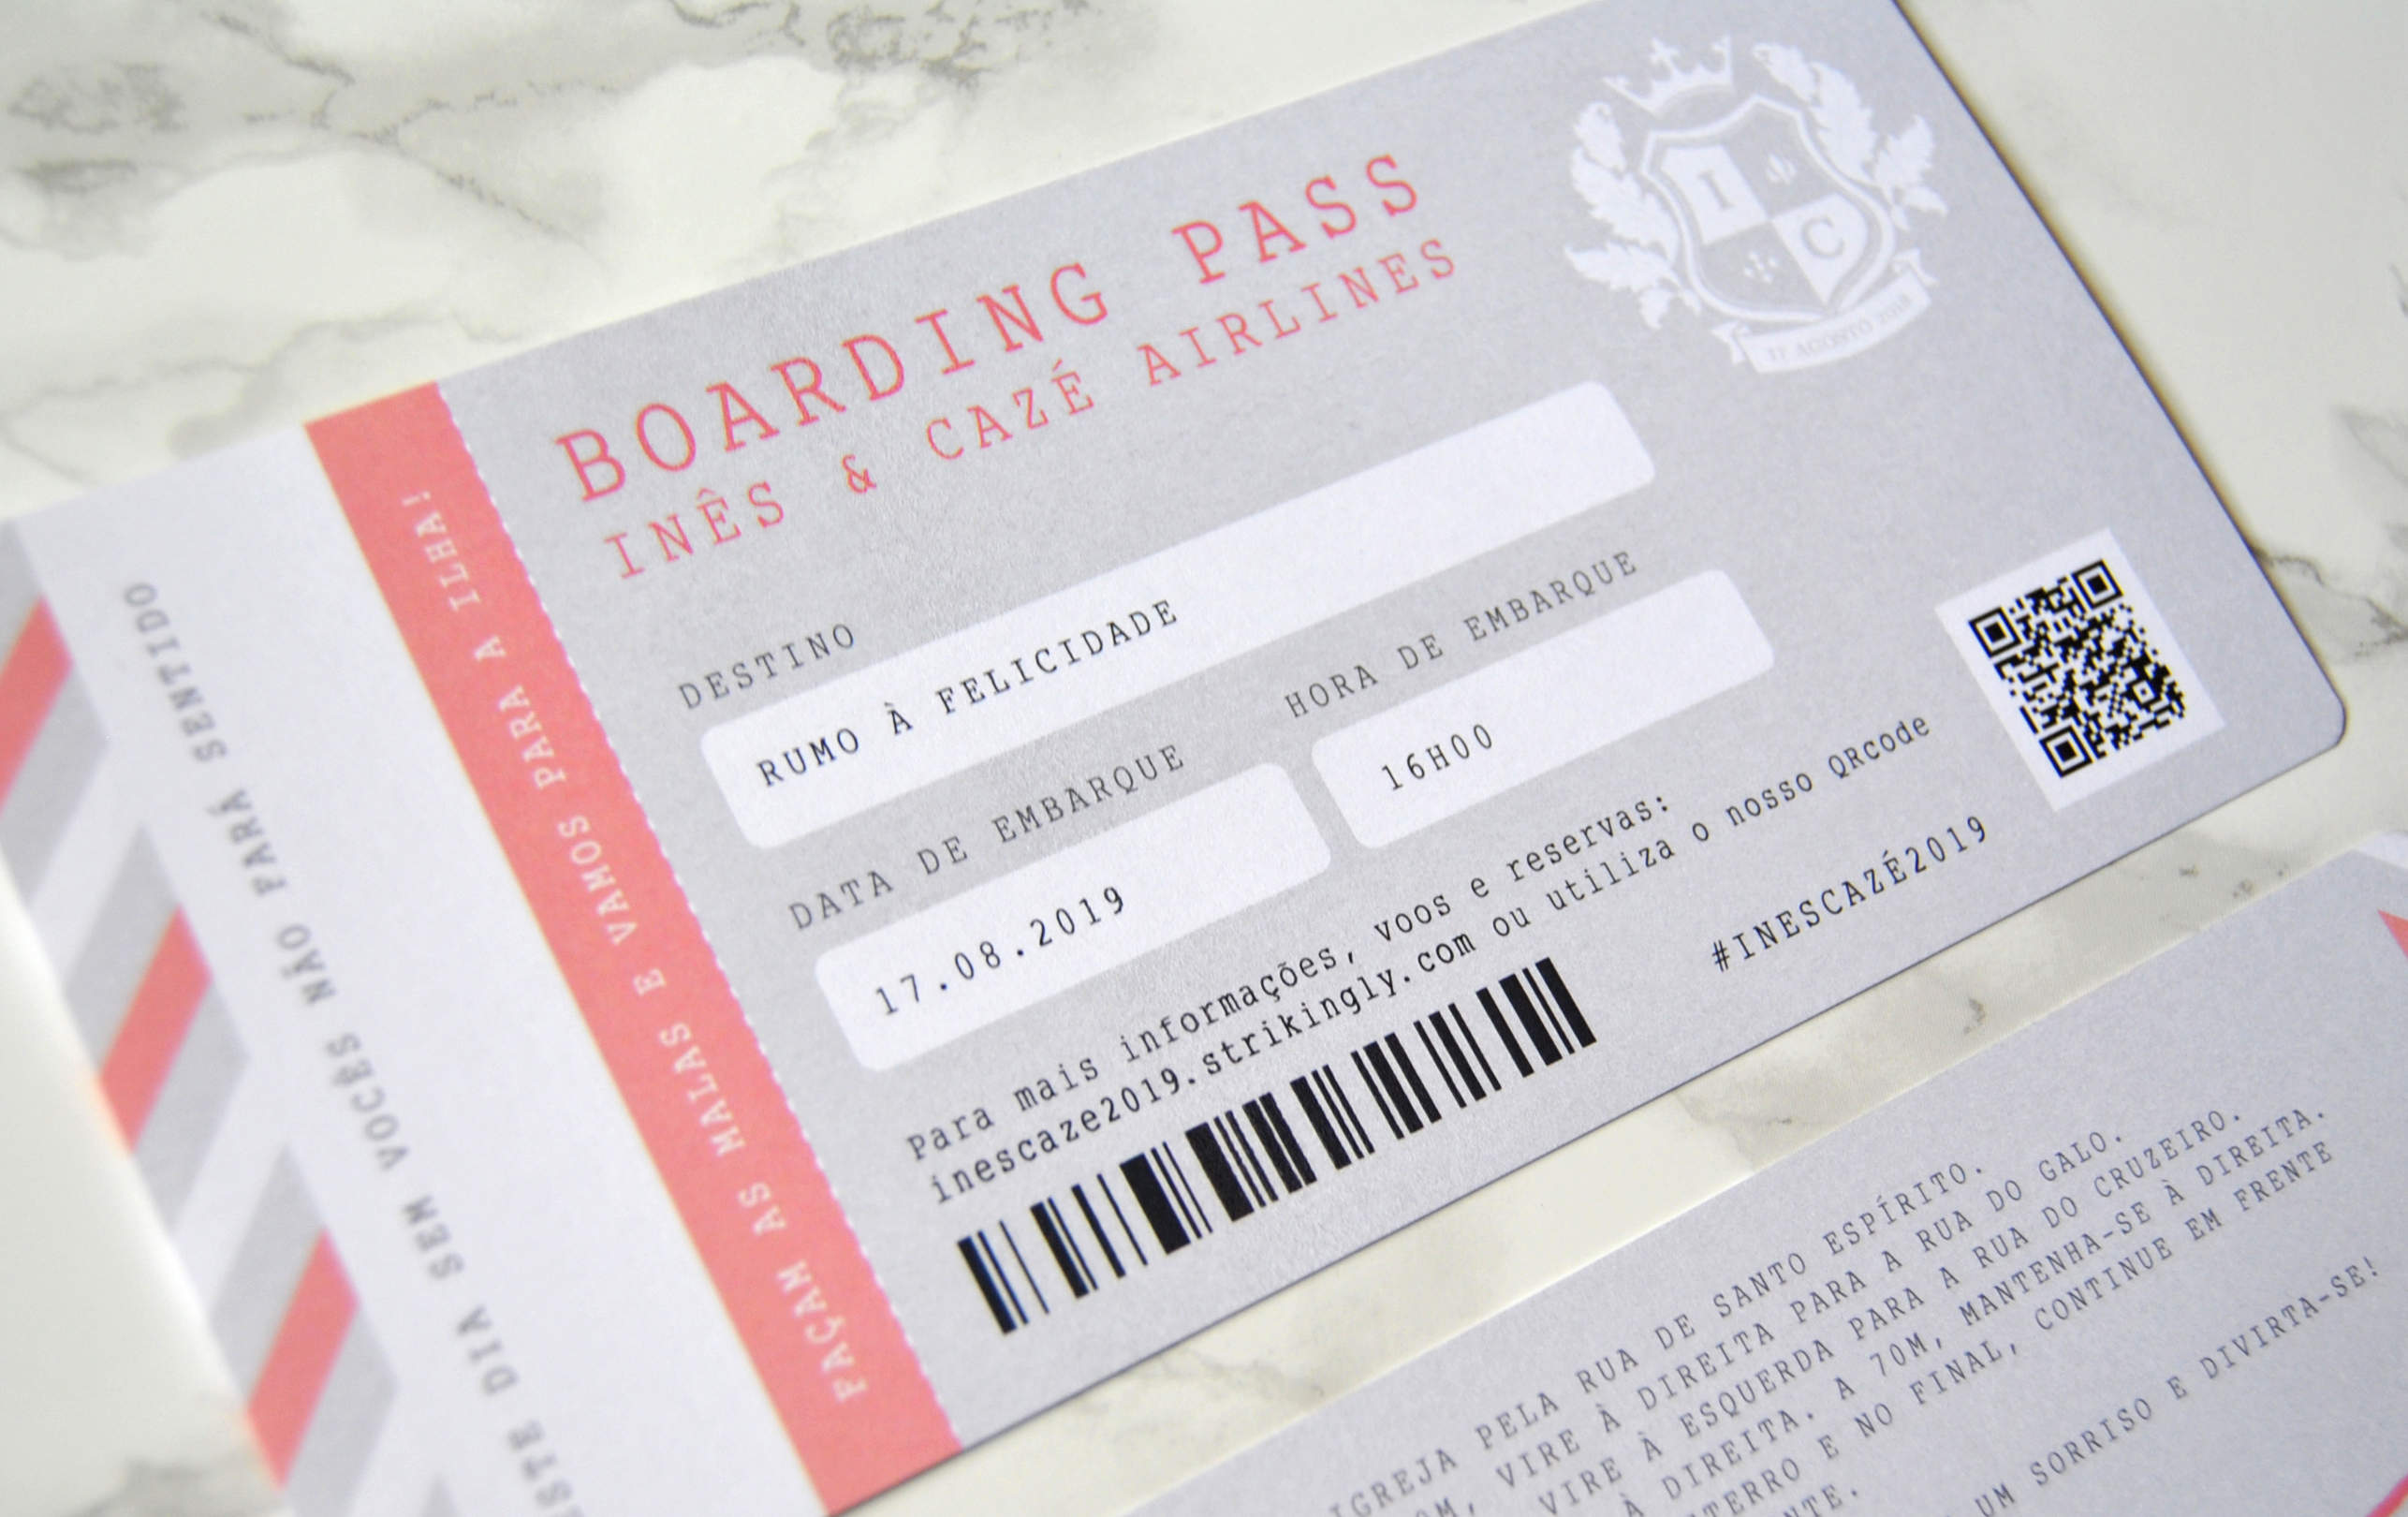 BOARDING PASS
INÊS & CAZÉ AIRLINES
I
C
DESTINO
RUMO À FELICIDADE
DATA DE EMBARQUE
HORA DE EMBARQUE
17.08.2019
16H00
Para mais informações, voos e reservas:
inescaze2019.strikingly.com ou utiliza o nosso QRcode
#INESCAZÉ2019
FAÇAM AS MALAS E VAMOS PARA A ILHA!
DIA SEM VOCÊS NÃO FARÁ SENTIDO
IGREJA PELA RUA DE SANTO ESPÍRITO.
VIRE À DIREITA PARA A RUA DO GALO.
VIRE À ESQUERDA PARA A RUA DO CRUZEIRO.
À DIREITA. A 70M, MANTENHA-SE À DIREITA.
E NO FINAL, CONTINUE EM FRENTE
UM SORRISO E DIVIRTA-SE!